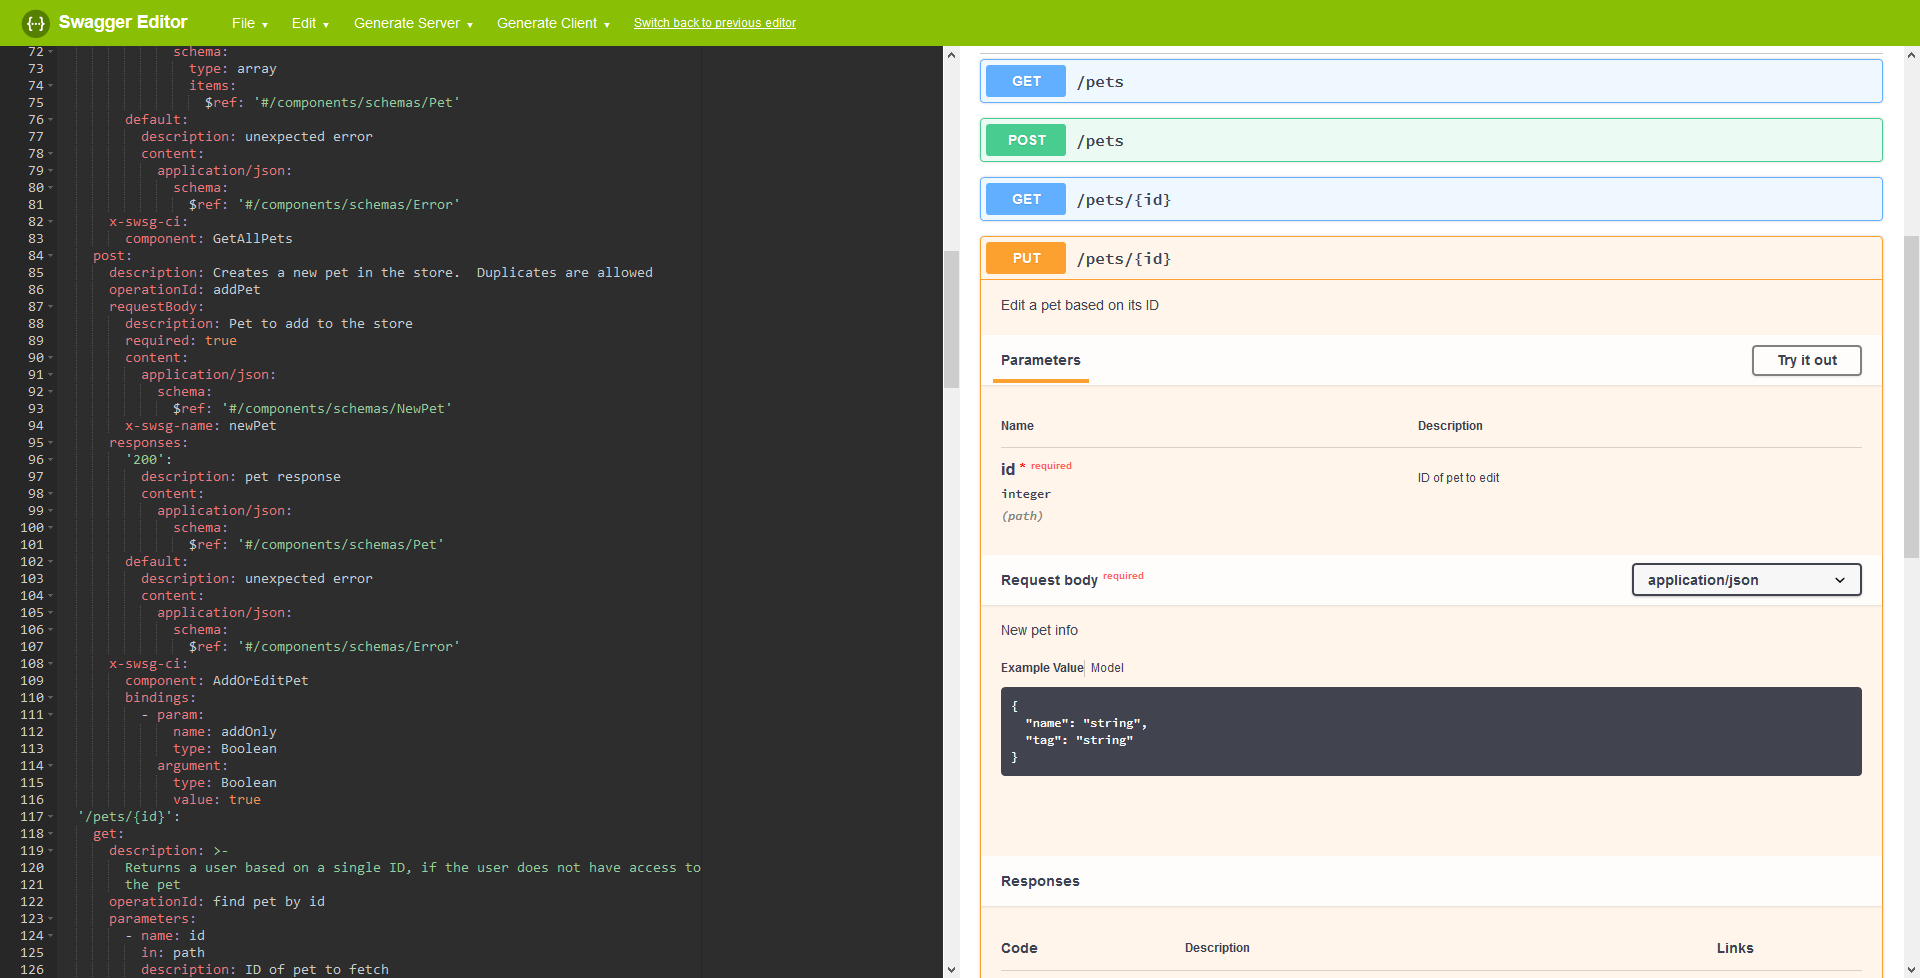 Swagger Editor
File
Edit
Generate Server
Generate Client
Switch back to previous editor
72 schema:
73 type: array
74 items:
75 $ref: '#/components/schemas/Pet'
76 default:
77 description: unexpected error
78 content:
79 application/json:
80 schema:
81 $ref: '#/components/schemas/Error'
82 x-swsg-ci:
83 component: GetAllPets
84 post:
85 description: Creates a new pet in the store.  Duplicates are allowed
86 operationId: addPet
87 requestBody:
88 description: Pet to add to the store
89 required: true
90 content:
91 application/json:
92 schema:
93 $ref: '#/components/schemas/NewPet'
94 x-swsg-name: newPet
95 responses:
96 '200':
97 description: pet response
98 content:
99 application/json:
100 schema:
101 $ref: '#/components/schemas/Pet'
102 default:
103 description: unexpected error
104 content:
105 application/json:
106 schema:
107 $ref: '#/components/schemas/Error'
108 x-swsg-ci:
109 component: AddOrEditPet
110 bindings:
111 - param:
112 name: addOnly
113 type: Boolean
114 argument:
115 type: Boolean
116 value: true
117 '/pets/{id}':
118 get:
119 description: >-
120 Returns a user based on a single ID, if the user does not have access to
121 the pet
122 operationId: find pet by id
123 parameters:
124 - name: id
125 in: path
126 description: ID of pet to fetch
GET /pets
POST /pets
GET /pets/{id}
PUT /pets/{id}
Edit a pet based on its ID
Parameters
Try it out
Name Description
id * required
ID of pet to edit
integer
(path)
Request body required
application/json
New pet info
Example Value Model
{
"name": "string",
"tag": "string"
}
Responses
Code Description Links